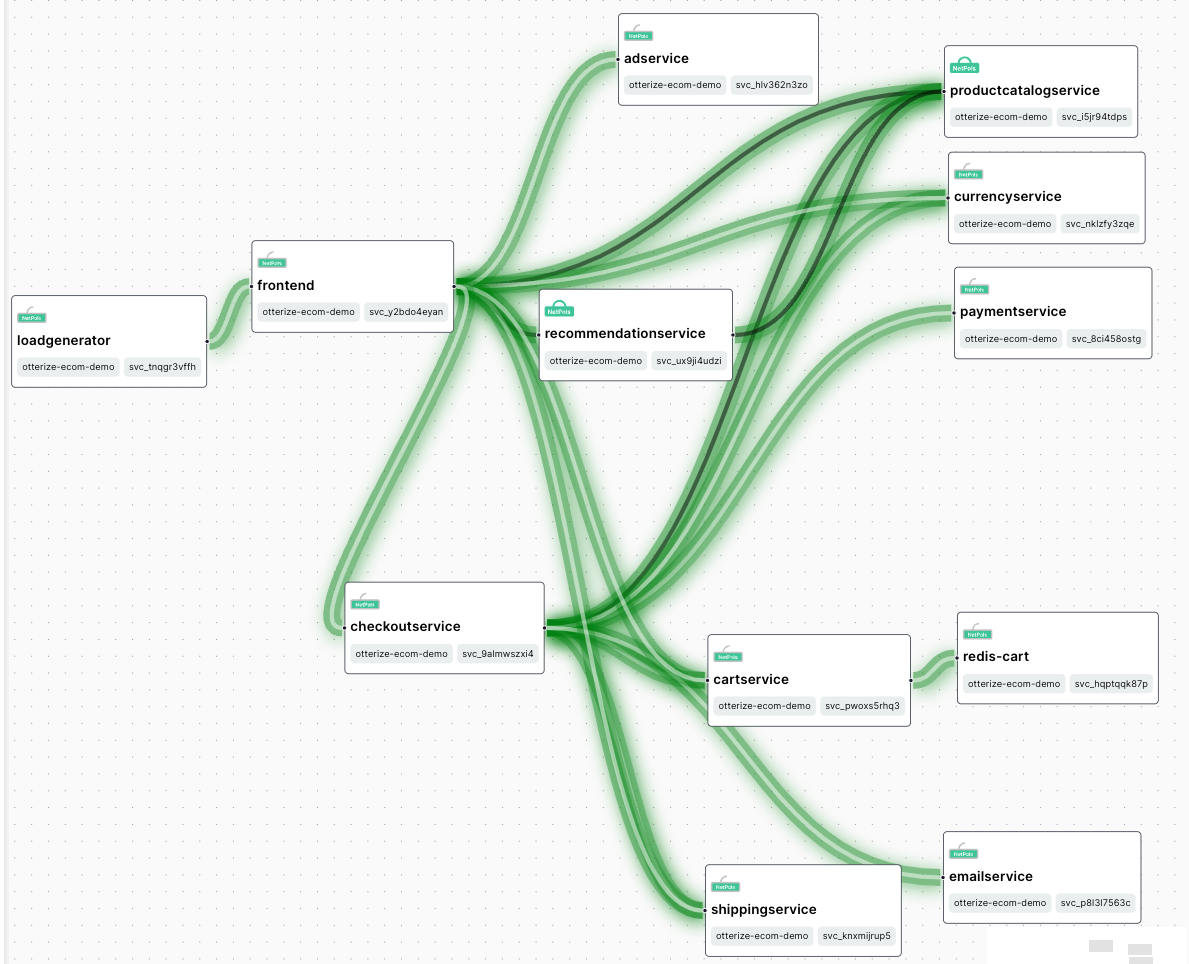 NetPols
adservice
otterize-ecom-demo svc_hlv362n3zo
NetPols
productcatalogservice
otterize-ecom-demo svc_i5jr94tdps
NetPols
currencyservice
otterize-ecom-demo svc_nklzfy3zqe
NetPols
frontend
otterize-ecom-demo svc_y2bdo4eyan
NetPols
paymentservice
otterize-ecom-demo svc_8ci458ostg
NetPols
loadgenerator
otterize-ecom-demo svc_tnqgr3vffh
NetPols
recommendationservice
otterize-ecom-demo svc_ux9ji4udzi
NetPols
checkoutservice
otterize-ecom-demo svc_9almwszxi4
NetPols
cartservice
otterize-ecom-demo svc_pwoxs5rhq3
NetPols
redis-cart
otterize-ecom-demo svc_hqptqqk87p
NetPols
emailservice
otterize-ecom-demo svc_p8l3l7563c
NetPols
shippingservice
otterize-ecom-demo svc_knxmijrup5